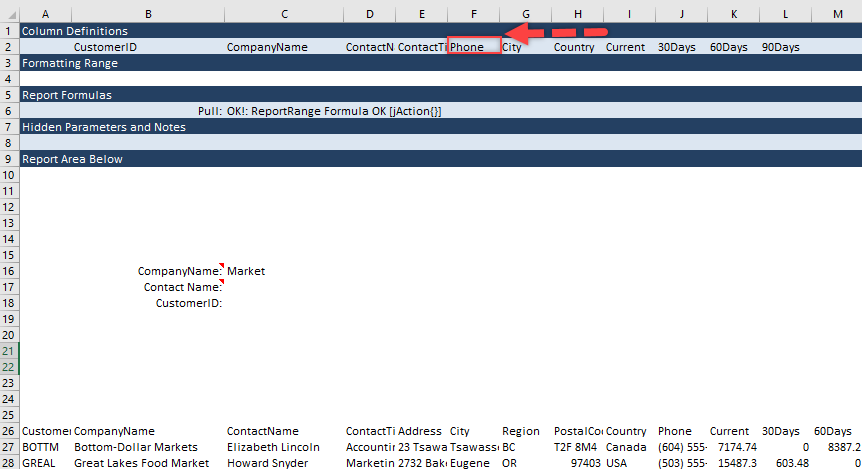 A B C D E F G H I J K L M
1 Column Definitions
2 CustomerID CompanyName ContactN ContactTi Phone City Country Current 30Days 60Days 90Days
3 Formatting Range
4
5 Report Formulas
6 Pull: OK!: ReportRange Formula OK [jAction{}]
7 Hidden Parameters and Notes
8
9 Report Area Below
10
11
12
13
14
15
16 CompanyName: Market
17 Contact Name:
18 CustomerID:
19
20
21
22
23
24
25
26 Customer CompanyName ContactName ContactTi Address City Region PostalCo Country Phone Current 30Days 60Days
27 BOTTM Bottom-Dollar Markets Elizabeth Lincoln Accountin 23 Tsawa Tsawass BC T2F 8M4 Canada (604) 555- 7174.74 0 8387.2
28 GREAL Great Lakes Food Market Howard Snyder Marketin 2732 Bak Eugene OR 97403 USA (503) 555- 15487.3 603.48 0